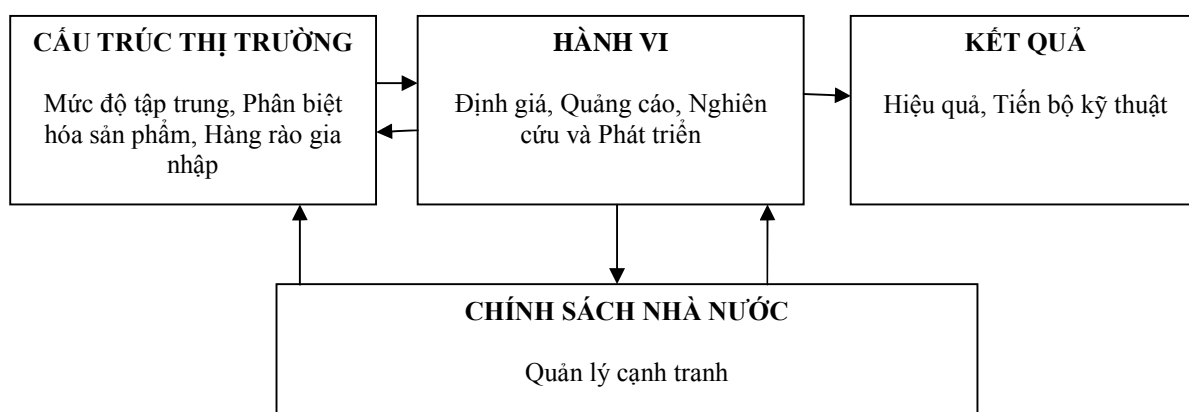 CẤU TRÚC THỊ TRƯỜNG
Mức độ tập trung, Phân biệt
hóa sản phẩm, Hàng rào gia
nhập
HÀNH VI
Định giá, Quảng cáo, Nghiên
cứu và Phát triển
KẾT QUẢ
Hiệu quả, Tiến bộ kỹ thuật
CHÍNH SÁCH NHÀ NƯỚC
Quản lý cạnh tranh